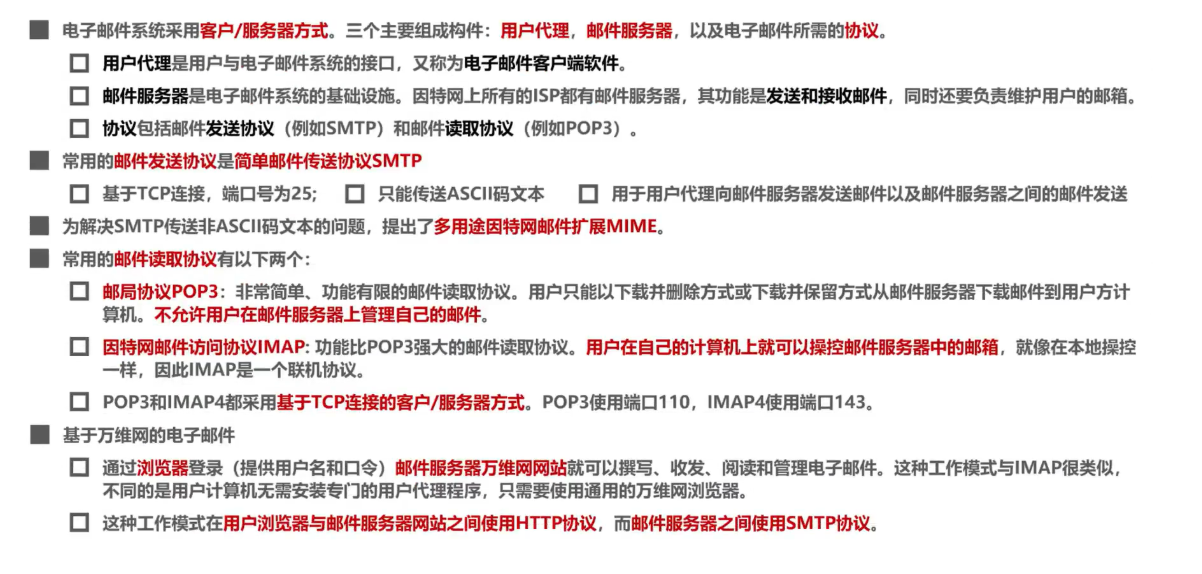 电子邮件系统采用客户/服务器方式。三个主要组成构件：用户代理，邮件服务器，以及电子邮件所需的协议。
用户代理是用户与电子邮件系统的接口，又称为电子邮件客户端软件。
邮件服务器是电子邮件系统的基础设施。因特网上所有的ISP都有邮件服务器，其功能是发送和接收邮件，同时还要负责维护用户的邮箱。
协议包括邮件发送协议（例如SMTP）和邮件读取协议（例如POP3）。
常用的邮件发送协议是简单邮件传送协议SMTP
基于TCP连接，端口号为25; 只能传送ASCII码文本 用于用户代理向邮件服务器发送邮件以及邮件服务器之间的邮件发送
为解决SMTP传送非ASCII码文本的问题，提出了多用途因特网邮件扩展MIME。
常用的邮件读取协议有以下两个：
邮局协议POP3：非常简单、功能有限的邮件读取协议。用户只能以下载并删除方式或下载并保留方式从邮件服务器下载邮件到用户方计
算机。不允许用户在邮件服务器上管理自己的邮件。
因特网邮件访问协议IMAP: 功能比POP3强大的邮件读取协议。用户在自己的计算机上就可以操控邮件服务器中的邮箱，就像在本地操控
一样，因此IMAP是一个联机协议。
POP3和IMAP4都采用基于TCP连接的客户/服务器方式。POP3使用端口110，IMAP4使用端口143。
基于万维网的电子邮件
通过浏览器登录（提供用户名和口令）邮件服务器万维网网站就可以撰写、收发、阅读和管理电子邮件。这种工作模式与IMAP很类似，
不同的是用户计算机无需安装专门的用户代理程序，只需要使用通用的万维网浏览器。
这种工作模式在用户浏览器与邮件服务器网站之间使用HTTP协议，而邮件服务器之间使用SMTP协议。